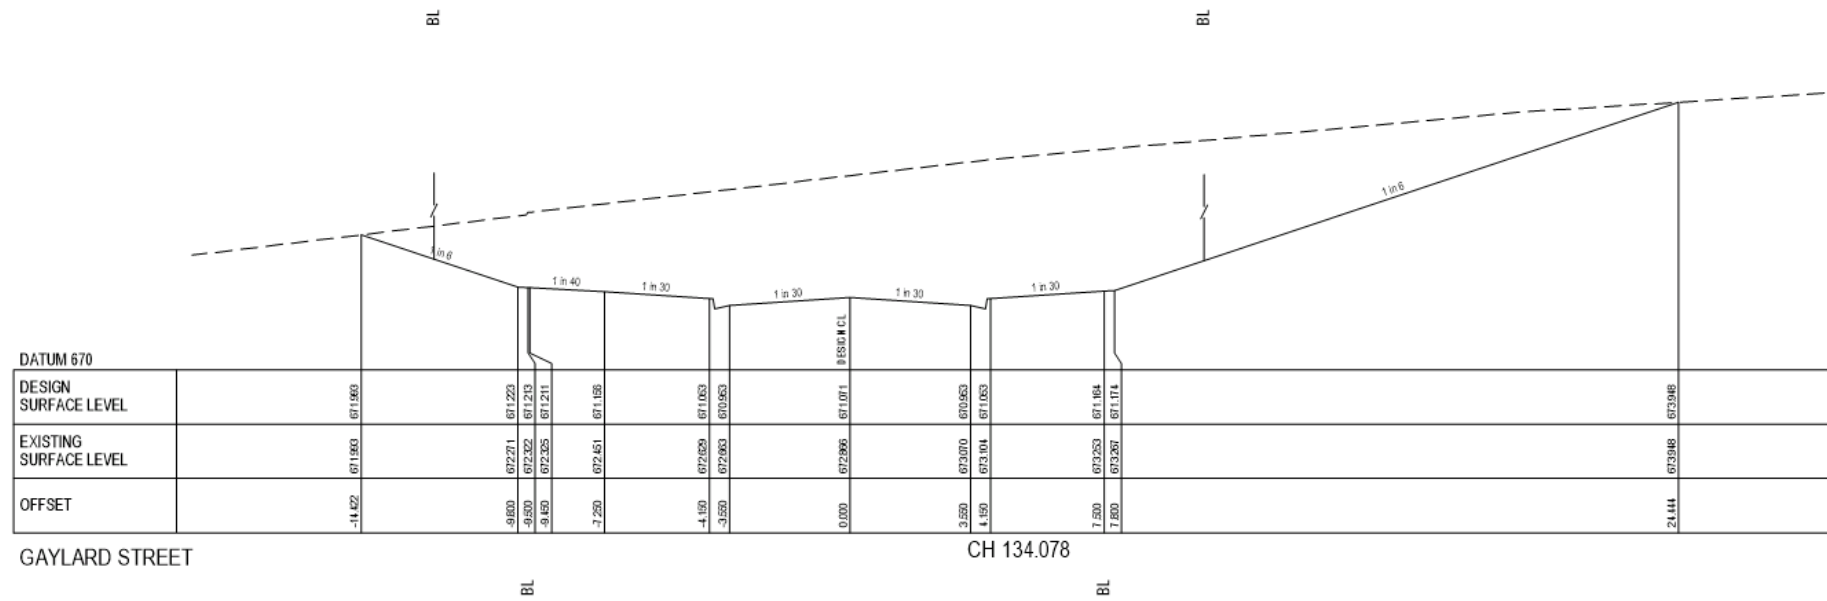 BL BL
1 in 6
1 in 6
1 in 40 1 in 30 1 in 30 1 in 30 1 in 30
DESIGN CL
DATUM 670
DESIGN
SURFACE LEVEL
671.993 671.223 671.213 671.211 671.156 671.053 670.953 671.071 670.953 671.053 671.164 671.174 673.948
EXISTING
SURFACE LEVEL
671.993 672.271 672.322 672.325 672.451 672.629 672.663 672.866 673.070 673.104 673.253 673.267 673.948
OFFSET
-14.422 -9.800 -9.500 -9.450 -7.250 -4.150 -3.550 0.000 3.550 4.150 7.500 7.800 24.444
GAYLARD STREET CH 134.078
BL BL